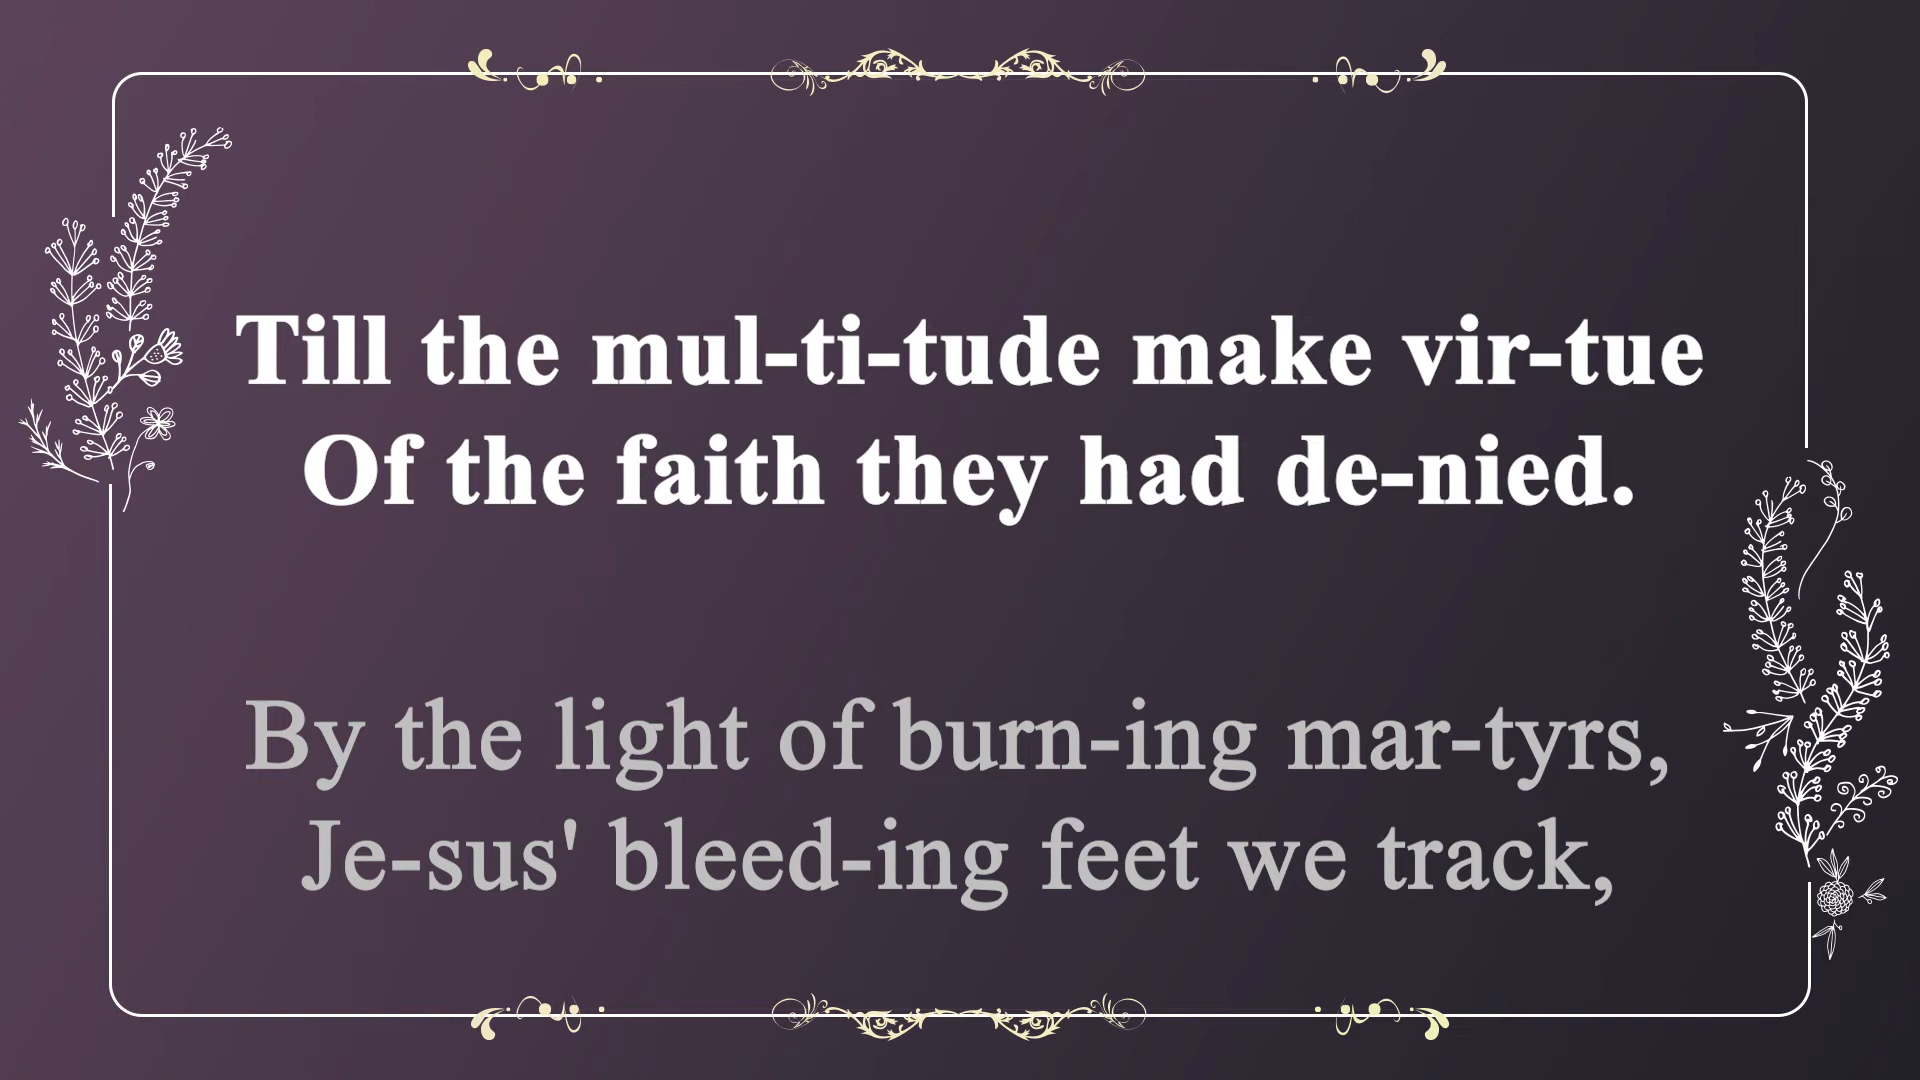 Till the mul-ti-tude make vir-tue
Of the faith they had de-nied.
By the light of burn-ing mar-tyrs,
Je-sus' bleed-ing feet we track,